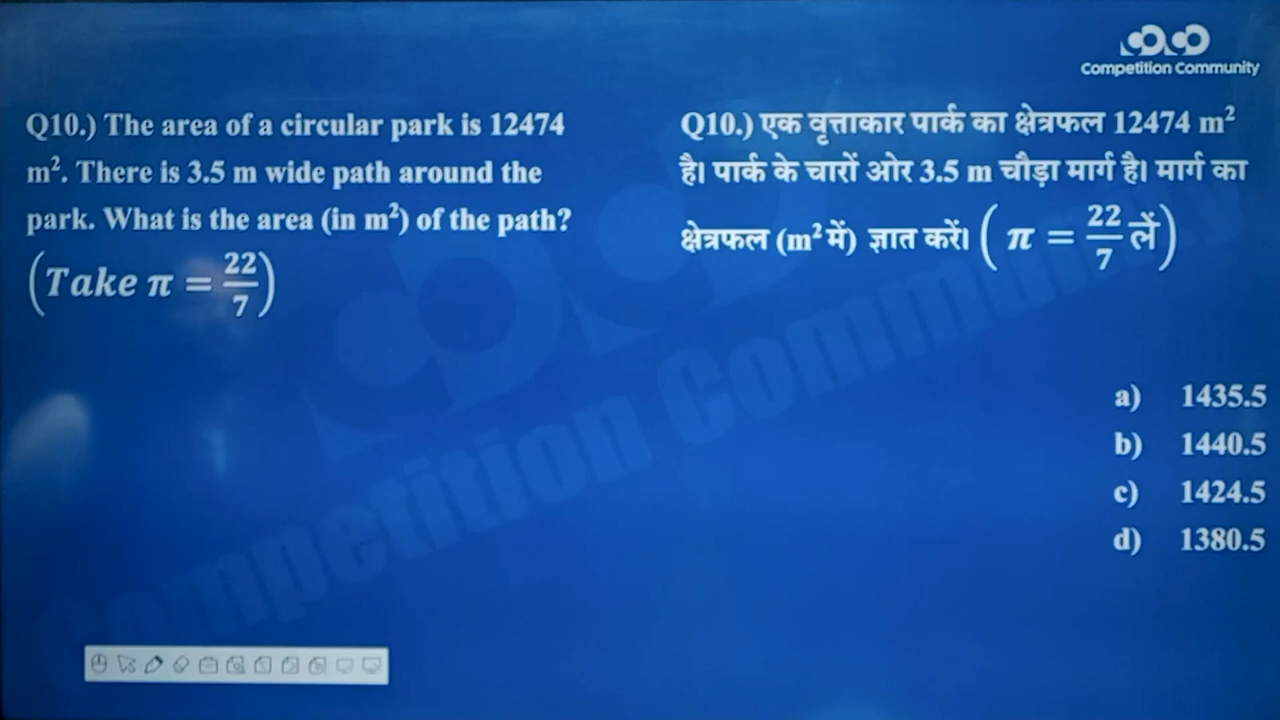 Competition Community
Q10.) The area of a circular park is 12474
m². There is 3.5 m wide path around the
park. What is the area (in m²) of the path?
(Take π = 22/7)
Q10.) एक वृत्ताकार पार्क का क्षेत्रफल 12474 m²
है। पार्क के चारों ओर 3.5 m चौड़ा मार्ग है। मार्ग का
क्षेत्रफल (m² में) ज्ञात करें। ( π = 22/7 लें)
a) 1435.5
b) 1440.5
c) 1424.5
d) 1380.5
Competition Community